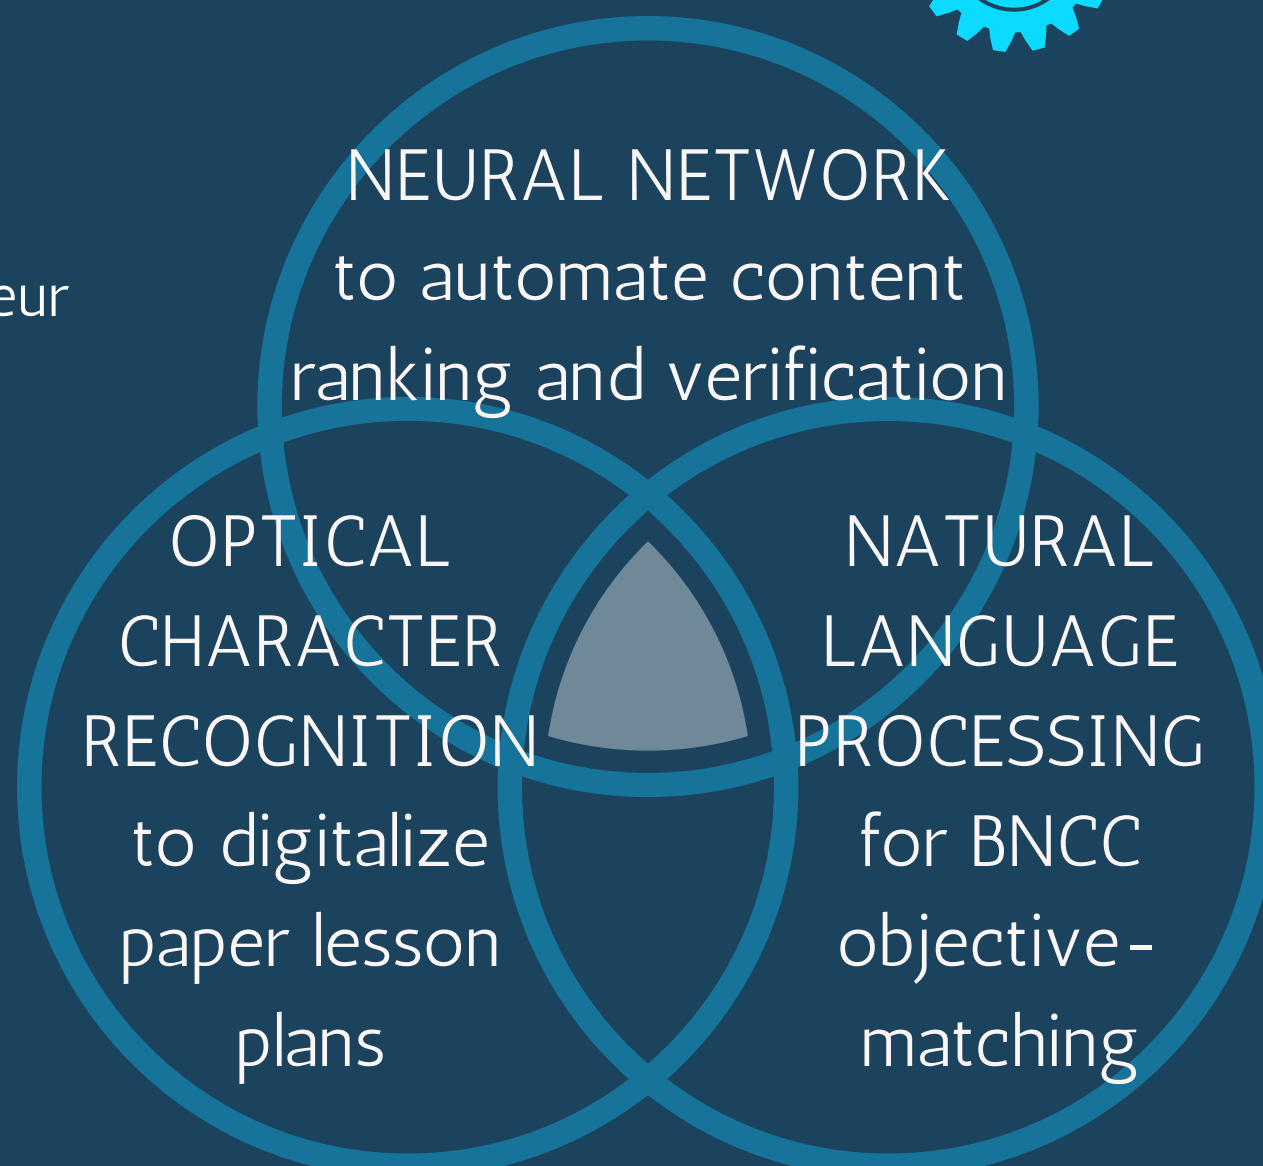 NEURAL NETWORK
to automate content
ranking and verification
eur
OPTICAL
CHARACTER
RECOGNITION
to digitalize
paper lesson
plans
NATURAL
LANGUAGE
PROCESSING
for BNCC
objective-
matching